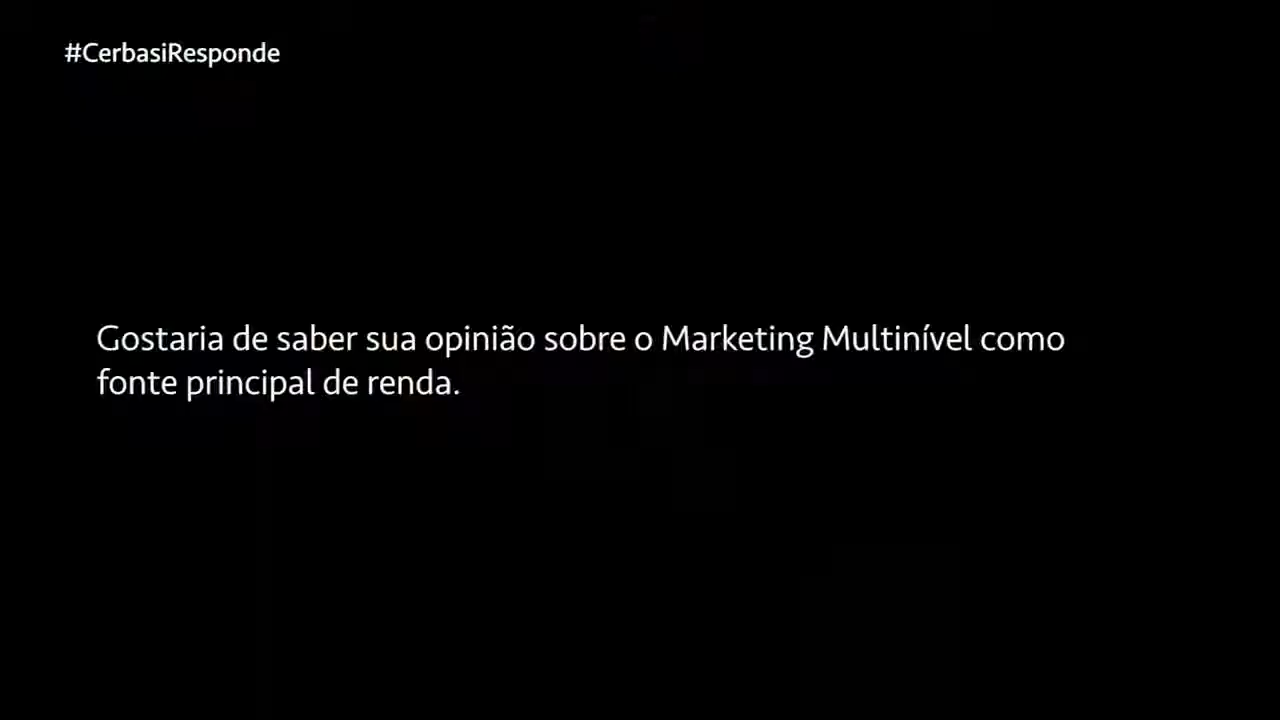 #CerbasiResponde
Gostaria de saber sua opinião sobre o Marketing Multinível como
fonte principal de renda.